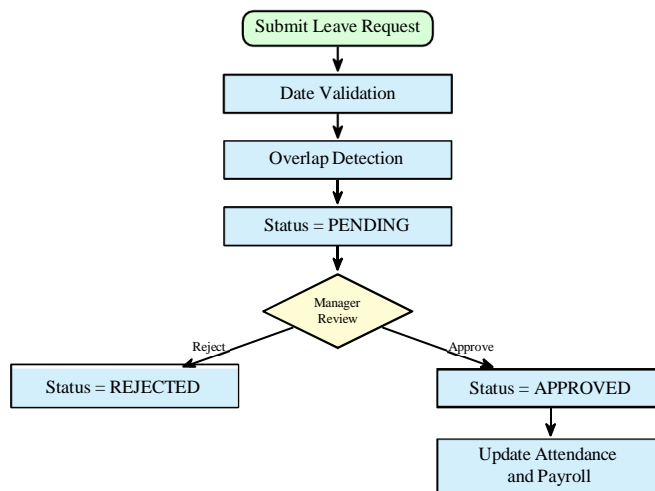 Submit Leave Request
Date Validation
Overlap Detection
Status = PENDING
Manager
Review
Reject
Approve
Status = REJECTED
Status = APPROVED
Update Attendance
and Payroll